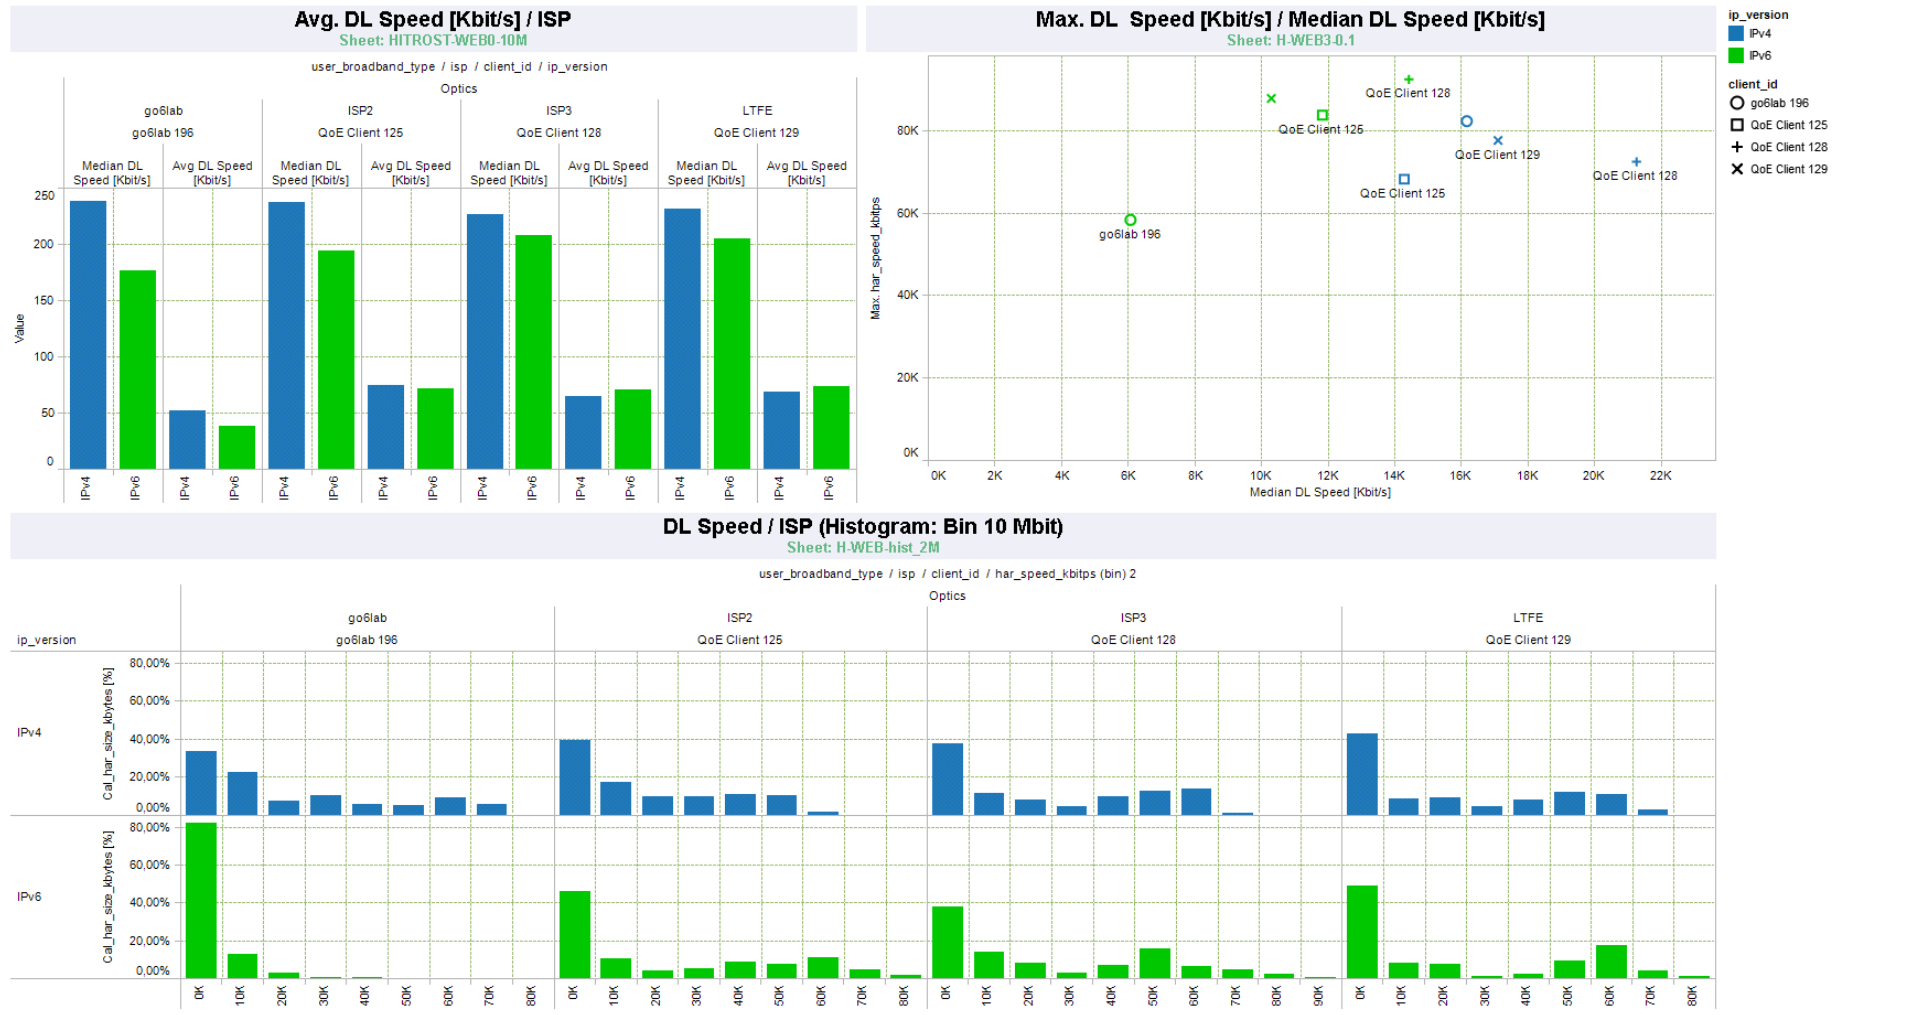 Avg. DL Speed [Kbit/s] / ISP
Sheet: HITROST-WEB0-10M
user_broadband_type / isp / client_id / ip_version
Optics
go6lab ISP2 ISP3 LTFE
go6lab 196 QoE Client 125 QoE Client 128 QoE Client 129
Median DL Speed [Kbit/s] Avg DL Speed [Kbit/s] Median DL Speed [Kbit/s] Avg DL Speed [Kbit/s] Median DL Speed [Kbit/s] Avg DL Speed [Kbit/s] Median DL Speed [Kbit/s] Avg DL Speed [Kbit/s]
Value
250
200
150
100
50
0
IPv4 IPv6 IPv4 IPv6 IPv4 IPv6 IPv4 IPv6 IPv4 IPv6 IPv4 IPv6 IPv4 IPv6 IPv4 IPv6
Max. DL Speed [Kbit/s] / Median DL Speed [Kbit/s]
Sheet: H-WEB3-0.1
Max. har_speed_kbitps
80K
60K
40K
20K
0K
QoE Client 128
QoE Client 125
QoE Client 129
QoE Client 128
QoE Client 125
go6lab 196
0K 2K 4K 6K 8K 10K 12K 14K 16K 18K 20K 22K
Median DL Speed [Kbit/s]
ip_version
IPv4
IPv6
client_id
go6lab 196
QoE Client 125
QoE Client 128
QoE Client 129
DL Speed / ISP (Histogram: Bin 10 Mbit)
Sheet: H-WEB-hist_2M
user_broadband_type / isp / client_id / har_speed_kbitps (bin) 2
Optics
go6lab ISP2 ISP3 LTFE
ip_version go6lab 196 QoE Client 125 QoE Client 128 QoE Client 129
IPv4
Cal_har_size_kbytes [%]
80,00%
60,00%
40,00%
20,00%
0,00%
IPv6
Cal_har_size_kbytes [%]
80,00%
60,00%
40,00%
20,00%
0,00%
0K 10K 20K 30K 40K 50K 60K 70K 80K 0K 10K 20K 30K 40K 50K 60K 70K 80K 0K 10K 20K 30K 40K 50K 60K 70K 80K 90K 0K 10K 20K 30K 40K 50K 60K 70K 80K